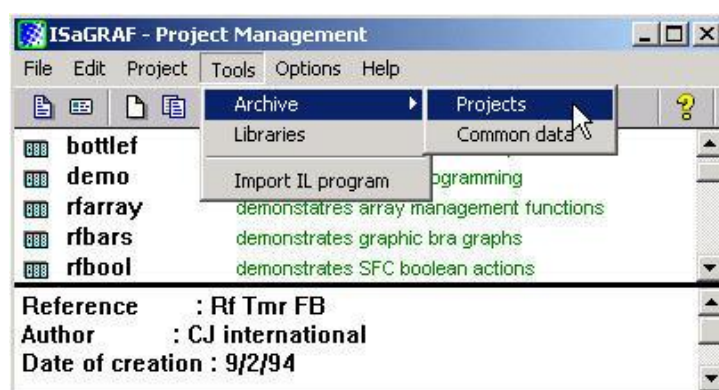 ISaGRAF - Project Management
File Edit Project Tools Options Help
Archive Projects
Libraries Common data
Import IL program
bottlef
demo ogramming
rfarray demonstatres array management functions
rfbars demonstrates graphic bra graphs
rfbool demonstrates SFC boolean actions
Reference : Rf Tmr FB
Author : CJ international
Date of creation : 9/2/94